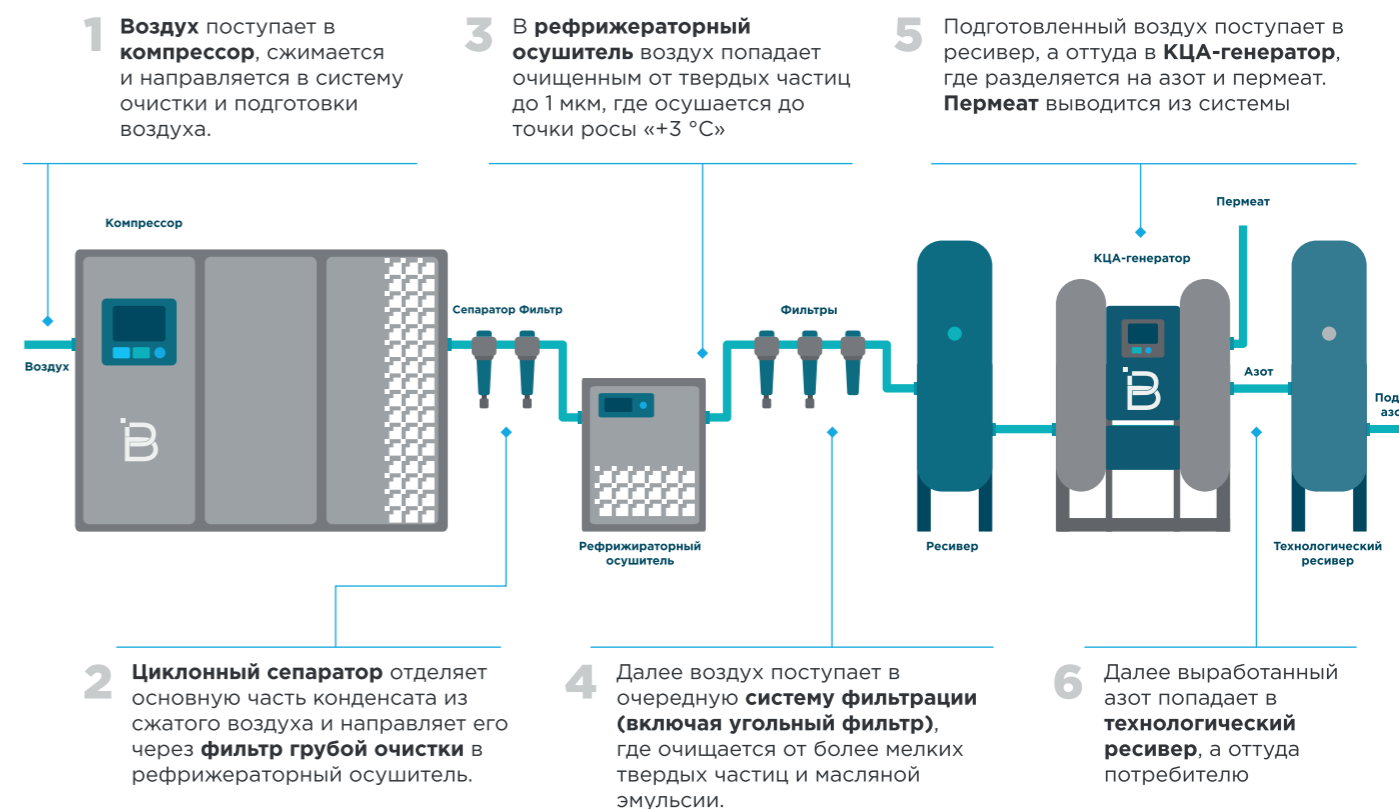 1
Воздух поступает в
компрессор, сжимается
и направляется в систему
очистки и подготовки
воздуха.
3
В рефрижераторный
осушитель воздух попадает
очищенным от твердых частиц
до 1 мкм, где осушается до
точки росы «+3 °C»
5
Подготовленный воздух поступает в
ресивер, а оттуда в КЦА-генератор,
где разделяется на азот и пермеат.
Пермеат выводится из системы
Компрессор
Воздух
Сепаратор Фильтр
Рефрижираторный
осушитель
Фильтры
Ресивер
КЦА-генератор
Пермеат
Азот
Технологический
ресивер
Под
азо
2
Циклонный сепаратор отделяет
основную часть конденсата из
сжатого воздуха и направляет его
через фильтр грубой очистки в
рефрижераторный осушитель.
4
Далее воздух поступает в
очередную систему фильтрации
(включая угольный фильтр),
где очищается от более мелких
твердых частиц и масляной
эмульсии.
6
Далее выработанный
азот попадает в
технологический
ресивер, а оттуда
потребителю